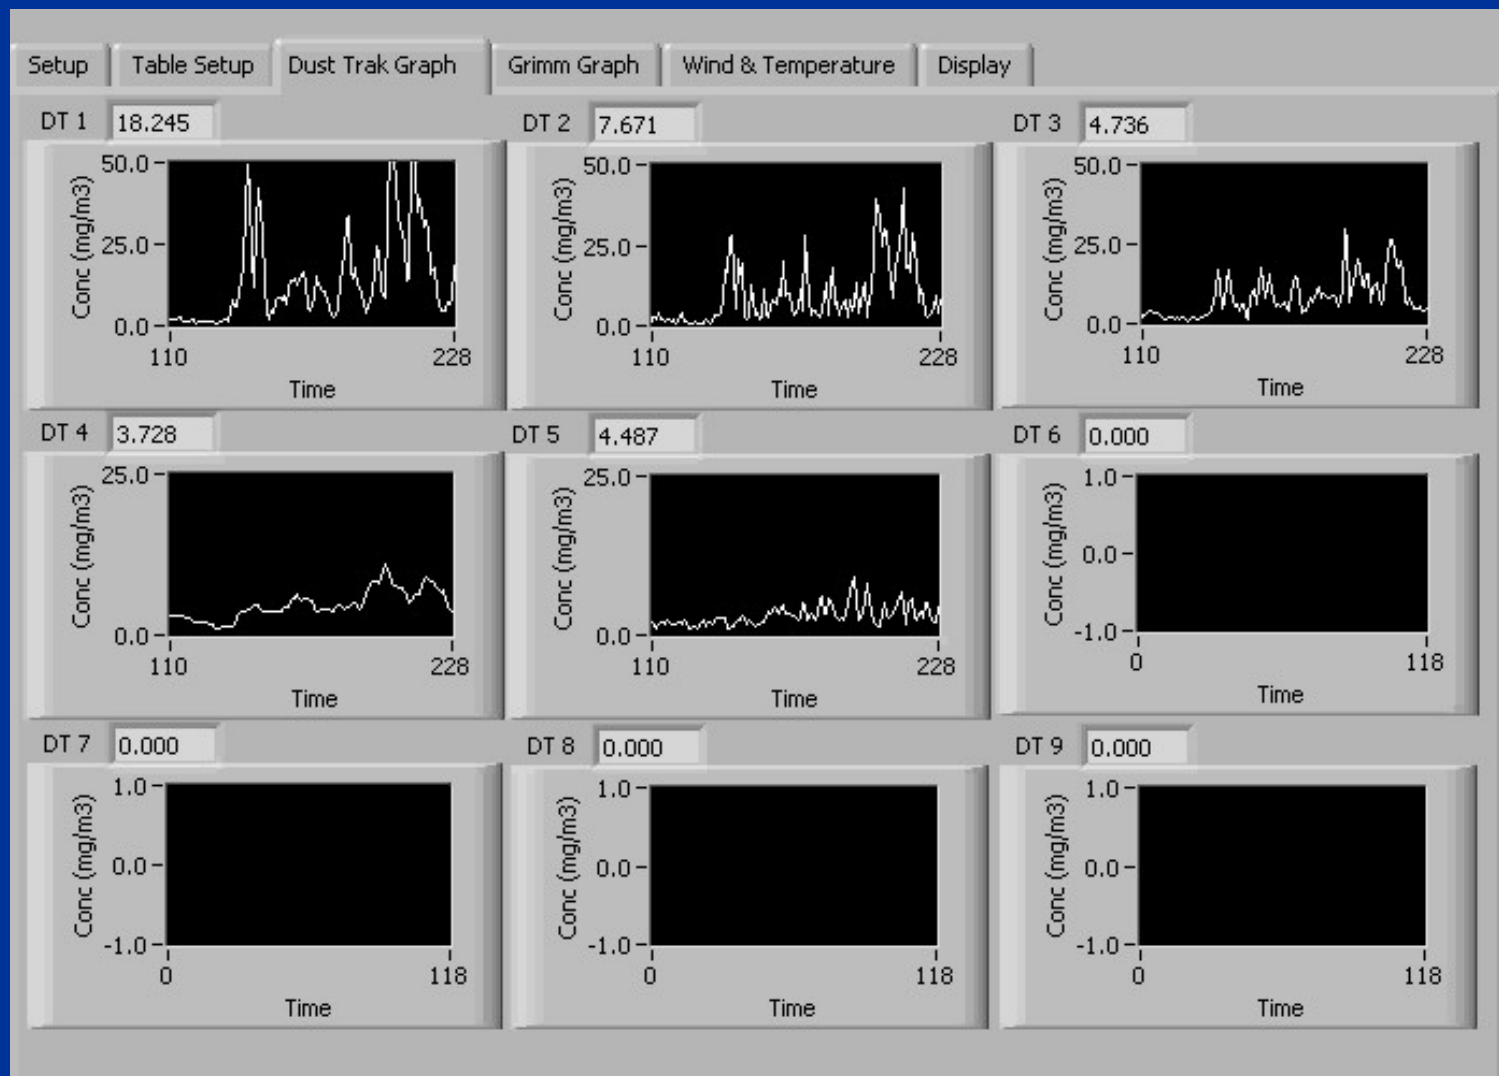 Setup Table Setup Dust Trak Graph Grimm Graph Wind & Temperature Display
DT 1 18.245
Conc (mg/m3)
50.0
25.0
0.0
110 228
Time
DT 2 7.671
Conc (mg/m3)
50.0
25.0
0.0
110 228
Time
DT 3 4.736
Conc (mg/m3)
50.0
25.0
0.0
110 228
Time
DT 4 3.728
Conc (mg/m3)
25.0
0.0
110 228
Time
DT 5 4.487
Conc (mg/m3)
25.0
0.0
110 228
Time
DT 6 0.000
Conc (mg/m3)
1.0
0.0
-1.0
0 118
Time
DT 7 0.000
Conc (mg/m3)
1.0
0.0
-1.0
0 118
Time
DT 8 0.000
Conc (mg/m3)
1.0
0.0
-1.0
0 118
Time
DT 9 0.000
Conc (mg/m3)
1.0
0.0
-1.0
0 118
Time